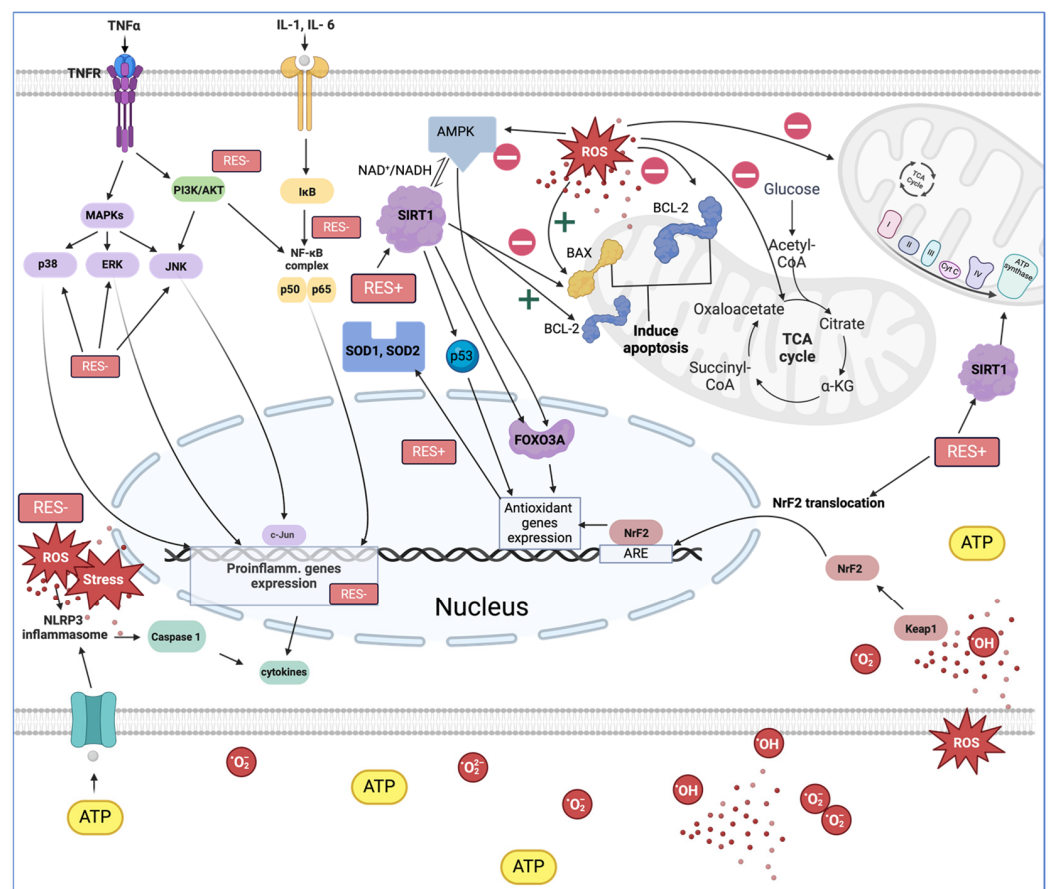 TNFα
IL-1, IL- 6
TNFR
RES-
PI3K/AKT
MAPKs
p38
ERK
JNK
RES-
IκB
RES-
NF-κB
complex
p50
p65
AMPK
NAD⁺/NADH
SIRT1
RES+
SOD1, SOD2
p53
ROS
BCL-2
BAX
BCL-2
Induce
apoptosis
Glucose
Acetyl-
CoA
Oxaloacetate
Citrate
TCA
cycle
Succinyl-
CoA
α-KG
TCA
Cycle
I
II
III
Cyt C
IV
ATP
synthase
SIRT1
RES+
NrF2 translocation
RES+
FOXO3A
Antioxidant
genes
expression
NrF2
ARE
c-Jun
Proinflamm. genes
expression
RES-
Nucleus
RES-
ROS
Stress
NLRP3
inflammasome
Caspase 1
cytokines
ATP
NrF2
Keap1
•OH
•O₂⁻
ROS
•O₂⁻
ATP
•O₂²⁻
•O₂⁻
•OH
•OH
•O₂⁻
•O₂⁻
ATP
ATP